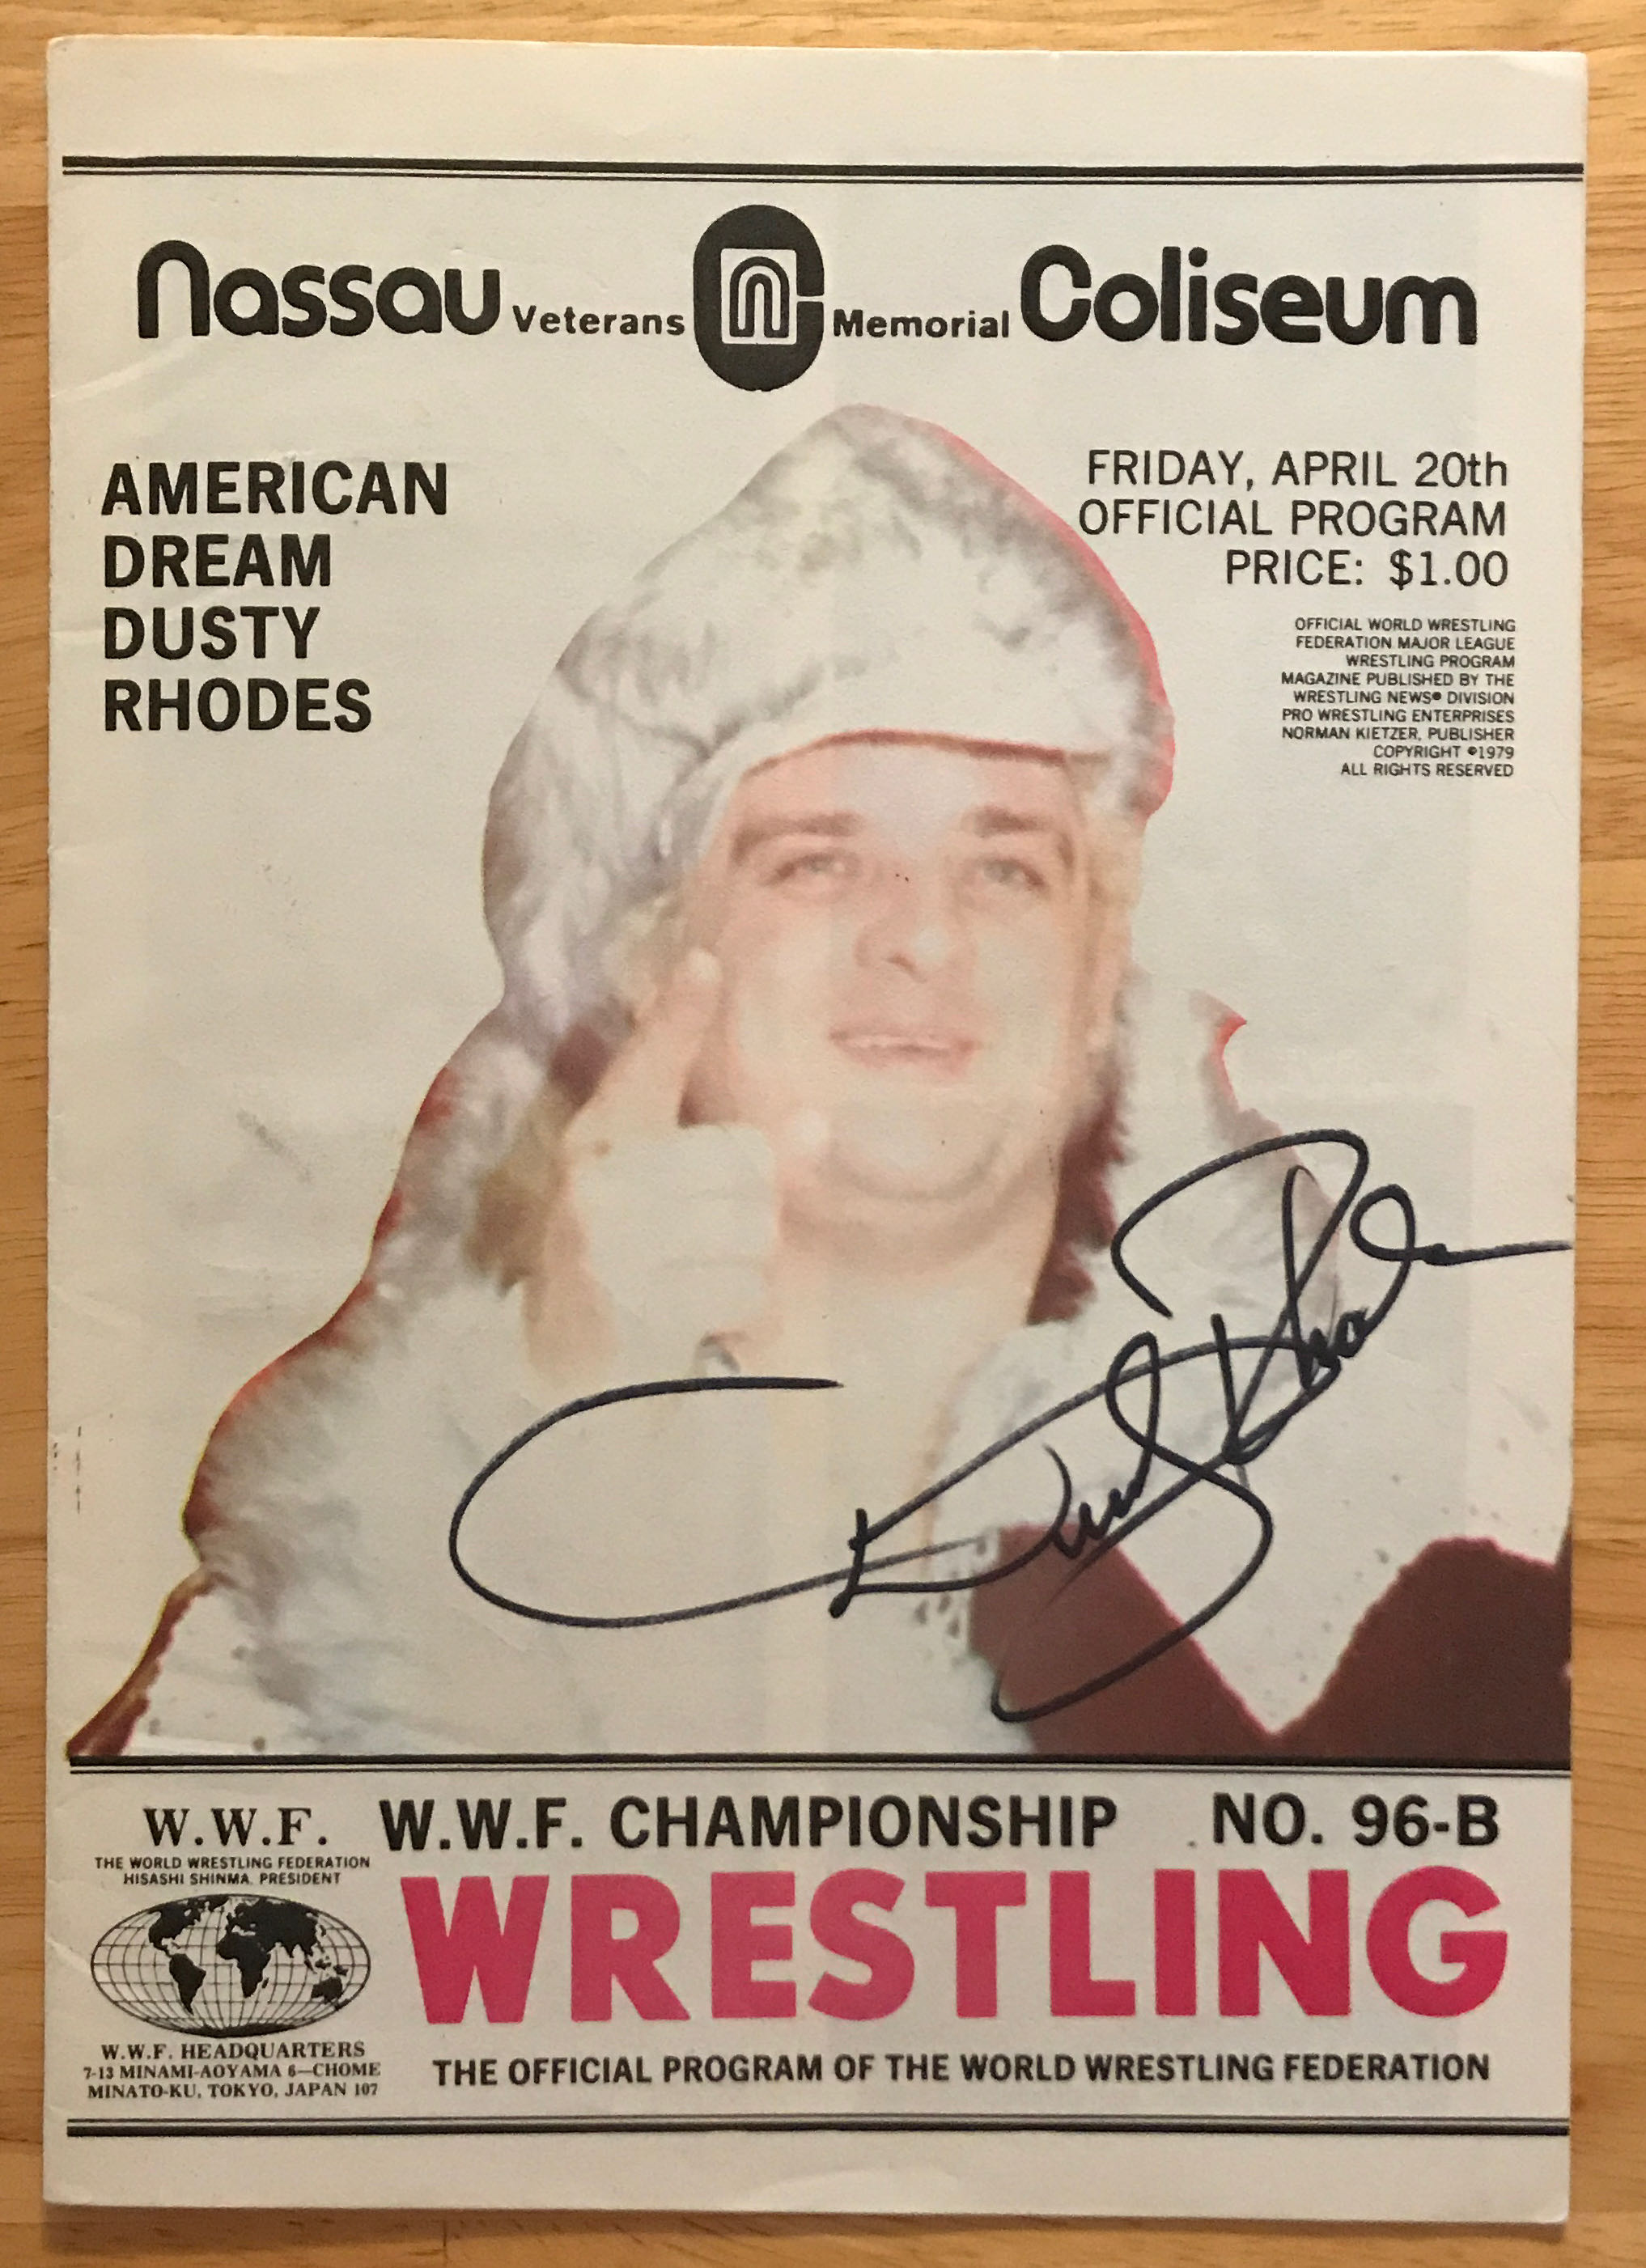 Nassau Veterans Memorial Coliseum
AMERICAN
DREAM
DUSTY
RHODES
FRIDAY, APRIL 20th
OFFICIAL PROGRAM
PRICE: $1.00
OFFICIAL WORLD WRESTLING
FEDERATION MAJOR LEAGUE
WRESTLING PROGRAM
MAGAZINE PUBLISHED BY THE
WRESTLING NEWS® DIVISION
PRO WRESTLING ENTERPRISES
NORMAN KIETZER, PUBLISHER
COPYRIGHT ©1979
ALL RIGHTS RESERVED
Dusty Rhodes
W.W.F.
THE WORLD WRESTLING FEDERATION
HISASHI SHINMA, PRESIDENT
W.W.F. HEADQUARTERS
7-13 MINAMI-AOYAMA 6—CHOME
MINATO-KU, TOKYO, JAPAN 107
W.W.F. CHAMPIONSHIP NO. 96-B
WRESTLING
THE OFFICIAL PROGRAM OF THE WORLD WRESTLING FEDERATION